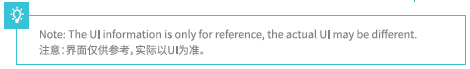 Note: The UI information is only for reference, the actual UI may be different.
注意：界面仅供参考，实际以UI为准。